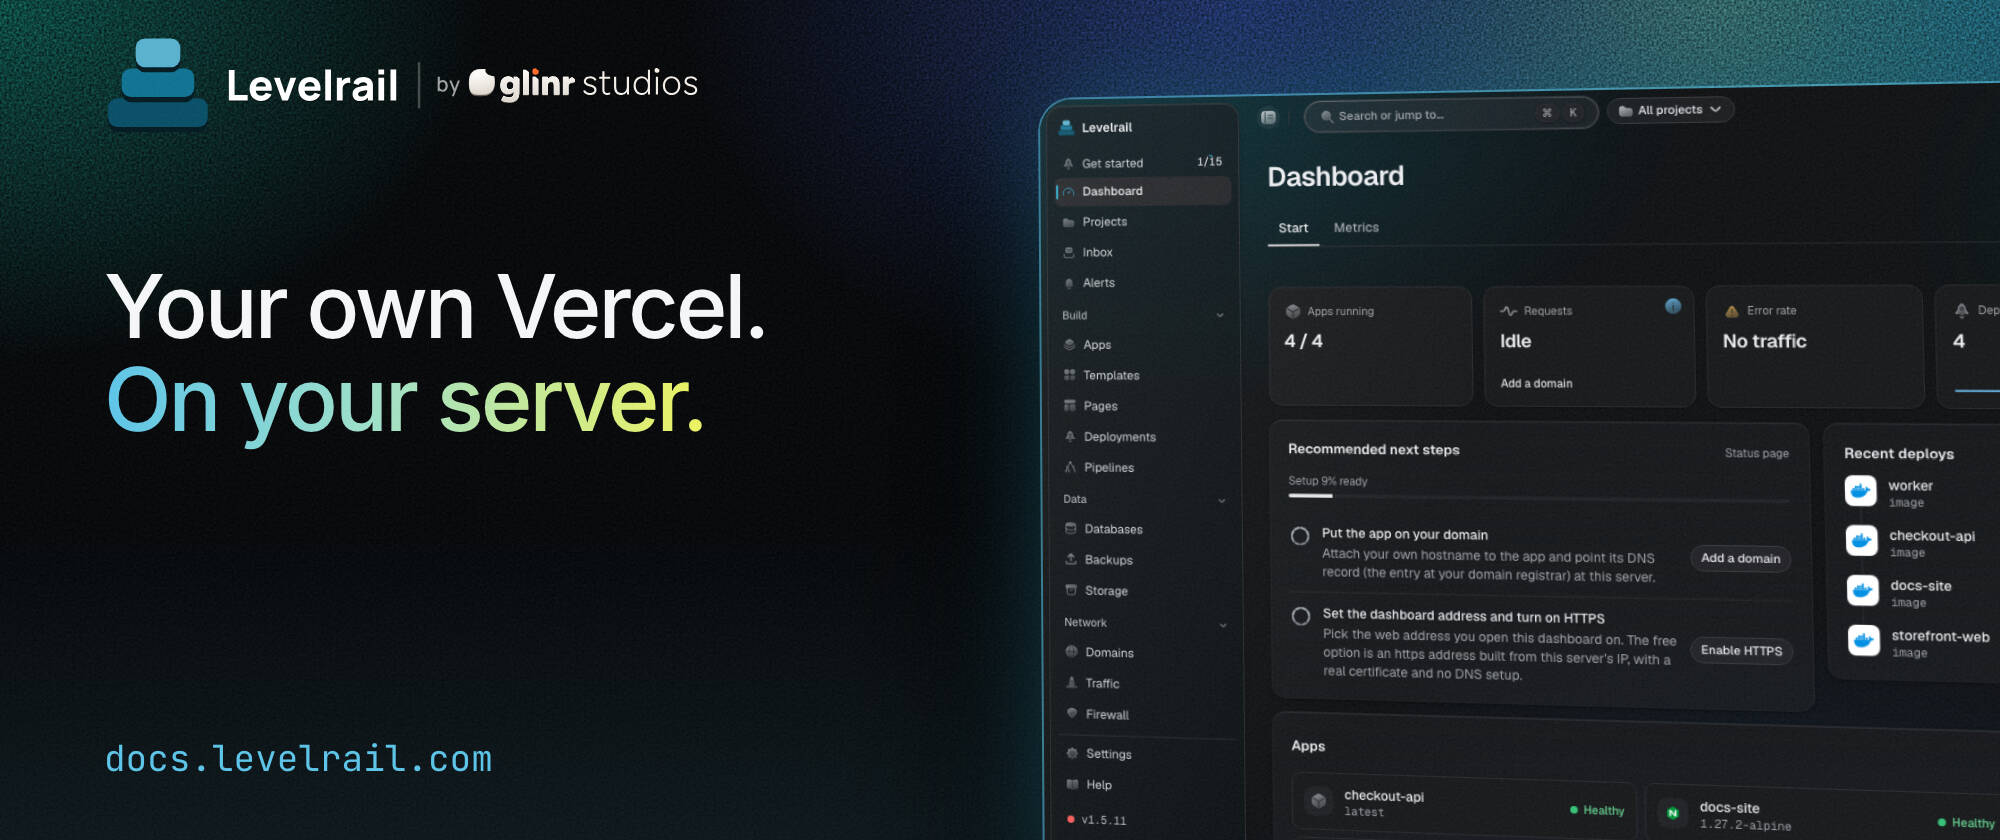 Levelrail
by glinr studios
Your own Vercel.
On your server.
docs.levelrail.com
Levelrail
Get started 1/15
Dashboard
Projects
Inbox
Alerts
Build
Apps
Templates
Pages
Deployments
Pipelines
Data
Databases
Backups
Storage
Network
Domains
Traffic
Firewall
Settings
Help
v1.5.11
Search or jump to... ⌘ K
All projects
Dashboard
Start Metrics
Apps running
4 / 4
Requests
Idle
Add a domain
Error rate
No traffic
Dep
4
Recommended next steps
Status page
Setup 9% ready
Put the app on your domain
Attach your own hostname to the app and point its DNS
record (the entry at your domain registrar) at this server.
Add a domain
Set the dashboard address and turn on HTTPS
Pick the web address you open this dashboard on. The free
option is an https address built from this server's IP, with a
real certificate and no DNS setup.
Enable HTTPS
Recent deploys
worker
image
checkout-api
image
docs-site
image
storefront-web
image
Apps
checkout-api
latest
Healthy
docs-site
1.27.2-alpine
Healthy